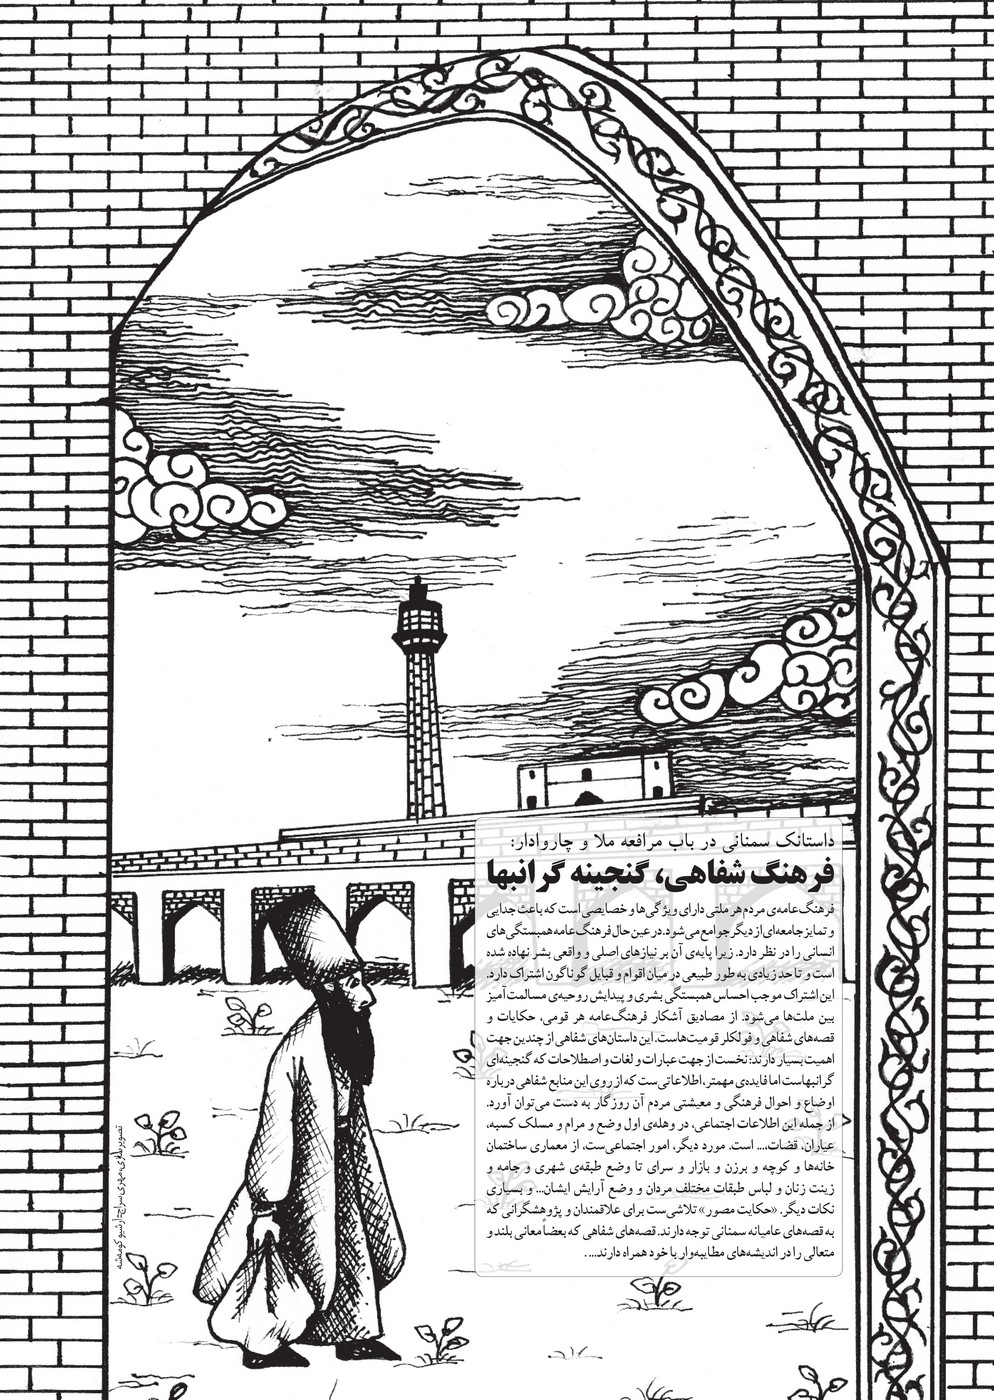 داستانک سمنانی در باب مرافعه ملا و چاروادار:
فرهنگ شفاهی، گنجینه گرانبها
فرهنگ عامه‌ی مردم هر ملتی دارای ویژگی‌ها و خصایصی است که باعث جدایی
و تمایز جامعه‌ای از دیگر جوامع می‌شود. در عین حال فرهنگ عامه همبستگی‌های
انسانی را در نظر دارد. زیرا پایه‌ی آن بر نیازهای اصلی و واقعی بشر نهاده شده
است و تا حد زیادی به طور طبیعی در میان اقوام و قبایل گوناگون اشتراک دارد.
این اشتراک موجب احساس همبستگی بشری و پیدایش روحیه‌ی مسالمت آمیز
بین ملت‌ها می‌شود. از مصادیق آشکار فرهنگ عامه هر قومی، حکایات و
قصه‌های شفاهی و فولکلر قومیت‌هاست. این داستان‌های شفاهی از چندین جهت
اهمیت بسیار دارند: نخست از جهت عبارات و لغات و اصطلاحات که گنجینه‌ای
گرانبهاست اما فایده‌ی مهمتر، اطلاعاتی‌ست که از روی این منابع شفاهی درباره
اوضاع و احوال فرهنگی و معیشتی مردم آن روزگار به دست می‌توان آورد.
از جمله این اطلاعات اجتماعی، در وهله‌ی اول وضع و مرام و مسلک کسبه،
عیاران، قضات،... است. مورد دیگر، امور اجتماعی‌ست، از معماری ساختمان
خانه‌ها و کوچه و برزن و بازار و سرای تا وضع طبقه‌ی شهری و جامه و
زینت زنان و لباس طبقات مختلف مردان و وضع آرایش ایشان... و بسیاری
نکات دیگر. «حکایت مصور» تلاشی‌ست برای علاقمندان و پژوهشگرانی که
به قصه‌های عامیانه سمنانی توجه دارند. قصه‌های شفاهی که بعضاً معانی بلند و
متعالی را در اندیشه‌های مطایبه‌وار با خود همراه دارند....
مهری سراج-آرشیو کومه‌شه